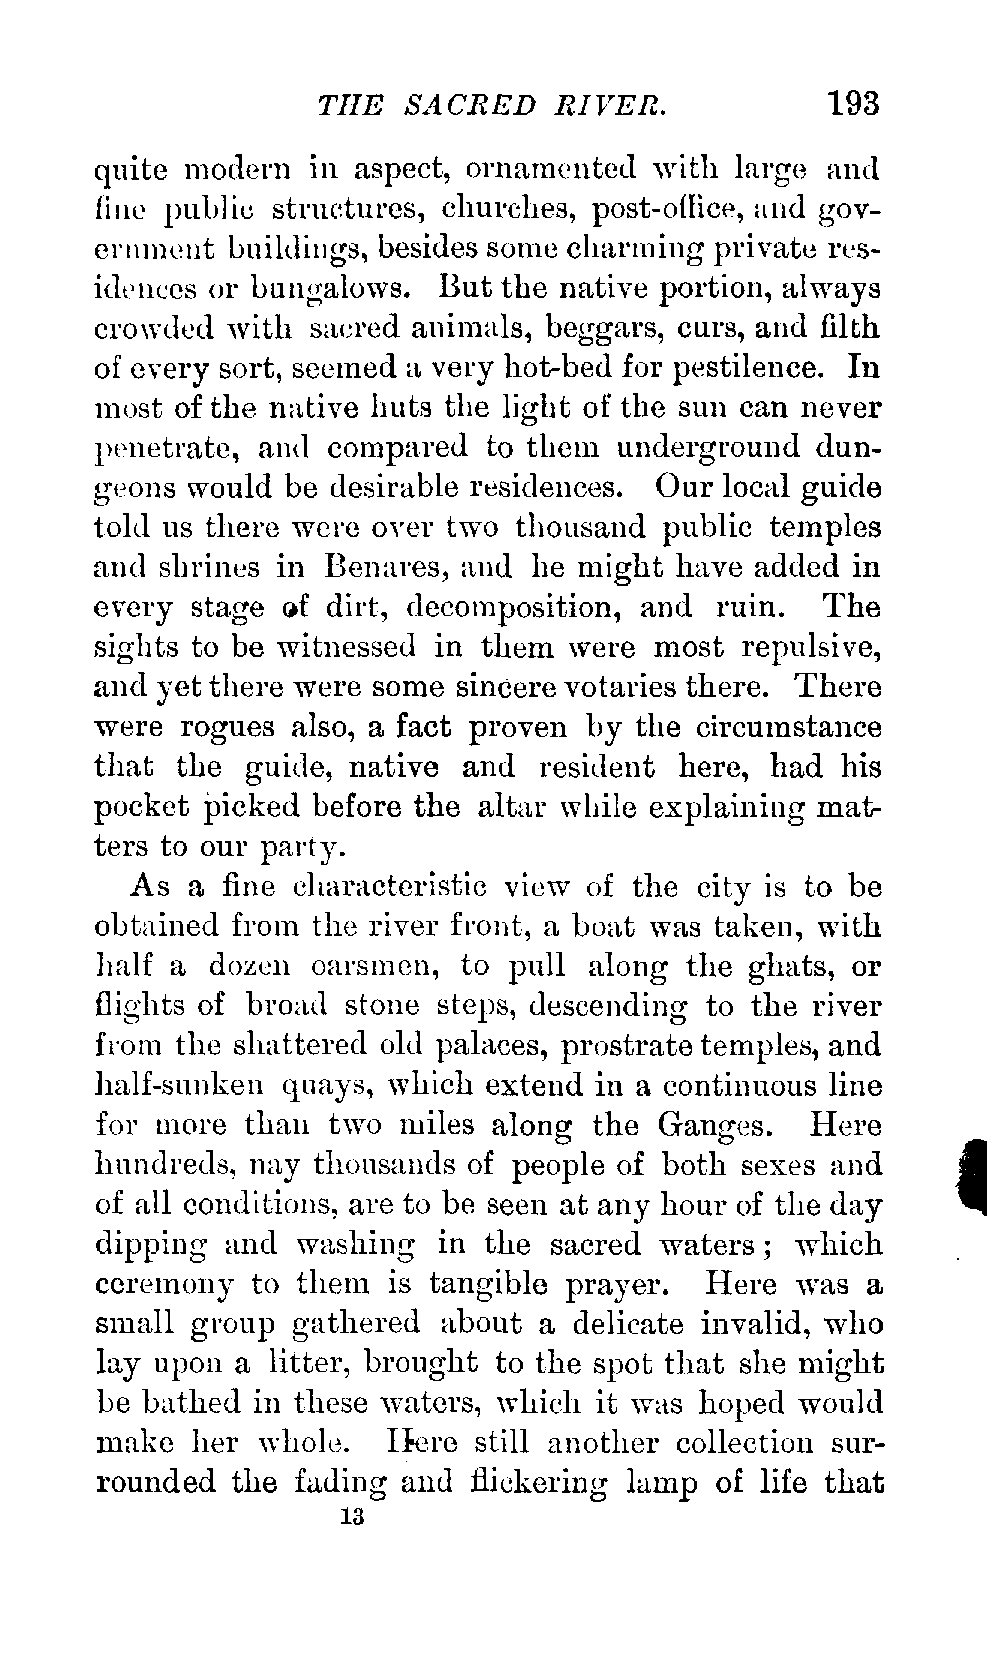 THE SACRED RIVER. 193
quite modern in aspect, ornamented with large and
fine public structures, churches, post-office, and gov-
ernment buildings, besides some charming private res-
idences or bungalows. But the native portion, always
crowded with sacred animals, beggars, curs, and filth
of every sort, seemed a very hot-bed for pestilence. In
most of the native huts the light of the sun can never
penetrate, and compared to them underground dun-
geons would be desirable residences. Our local guide
told us there were over two thousand public temples
and shrines in Benares, and he might have added in
every stage of dirt, decomposition, and ruin. The
sights to be witnessed in them were most repulsive,
and yet there were some sincere votaries there. There
were rogues also, a fact proven by the circumstance
that the guide, native and resident here, had his
pocket picked before the altar while explaining mat-
ters to our party.
As a fine characteristic view of the city is to be
obtained from the river front, a boat was taken, with
half a dozen oarsmen, to pull along the ghats, or
flights of broad stone steps, descending to the river
from the shattered old palaces, prostrate temples, and
half-sunken quays, which extend in a continuous line
for more than two miles along the Ganges. Here
hundreds, nay thousands of people of both sexes and
of all conditions, are to be seen at any hour of the day
dipping and washing in the sacred waters; which
ceremony to them is tangible prayer. Here was a
small group gathered about a delicate invalid, who
lay upon a litter, brought to the spot that she might
be bathed in these waters, which it was hoped would
make her whole. Here still another collection sur-
rounded the fading and flickering lamp of life that
13